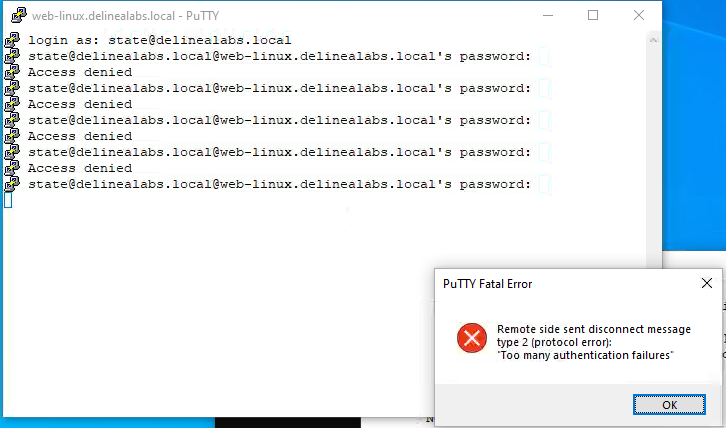 web-linux.delinealabs.local - PuTTY
login as: state@delinealabs.local
state@delinealabs.local@web-linux.delinealabs.local's password:
Access denied
state@delinealabs.local@web-linux.delinealabs.local's password:
Access denied
state@delinealabs.local@web-linux.delinealabs.local's password:
Access denied
state@delinealabs.local@web-linux.delinealabs.local's password:
Access denied
state@delinealabs.local@web-linux.delinealabs.local's password:
PuTTY Fatal Error
Remote side sent disconnect message
type 2 (protocol error):
"Too many authentication failures"
OK